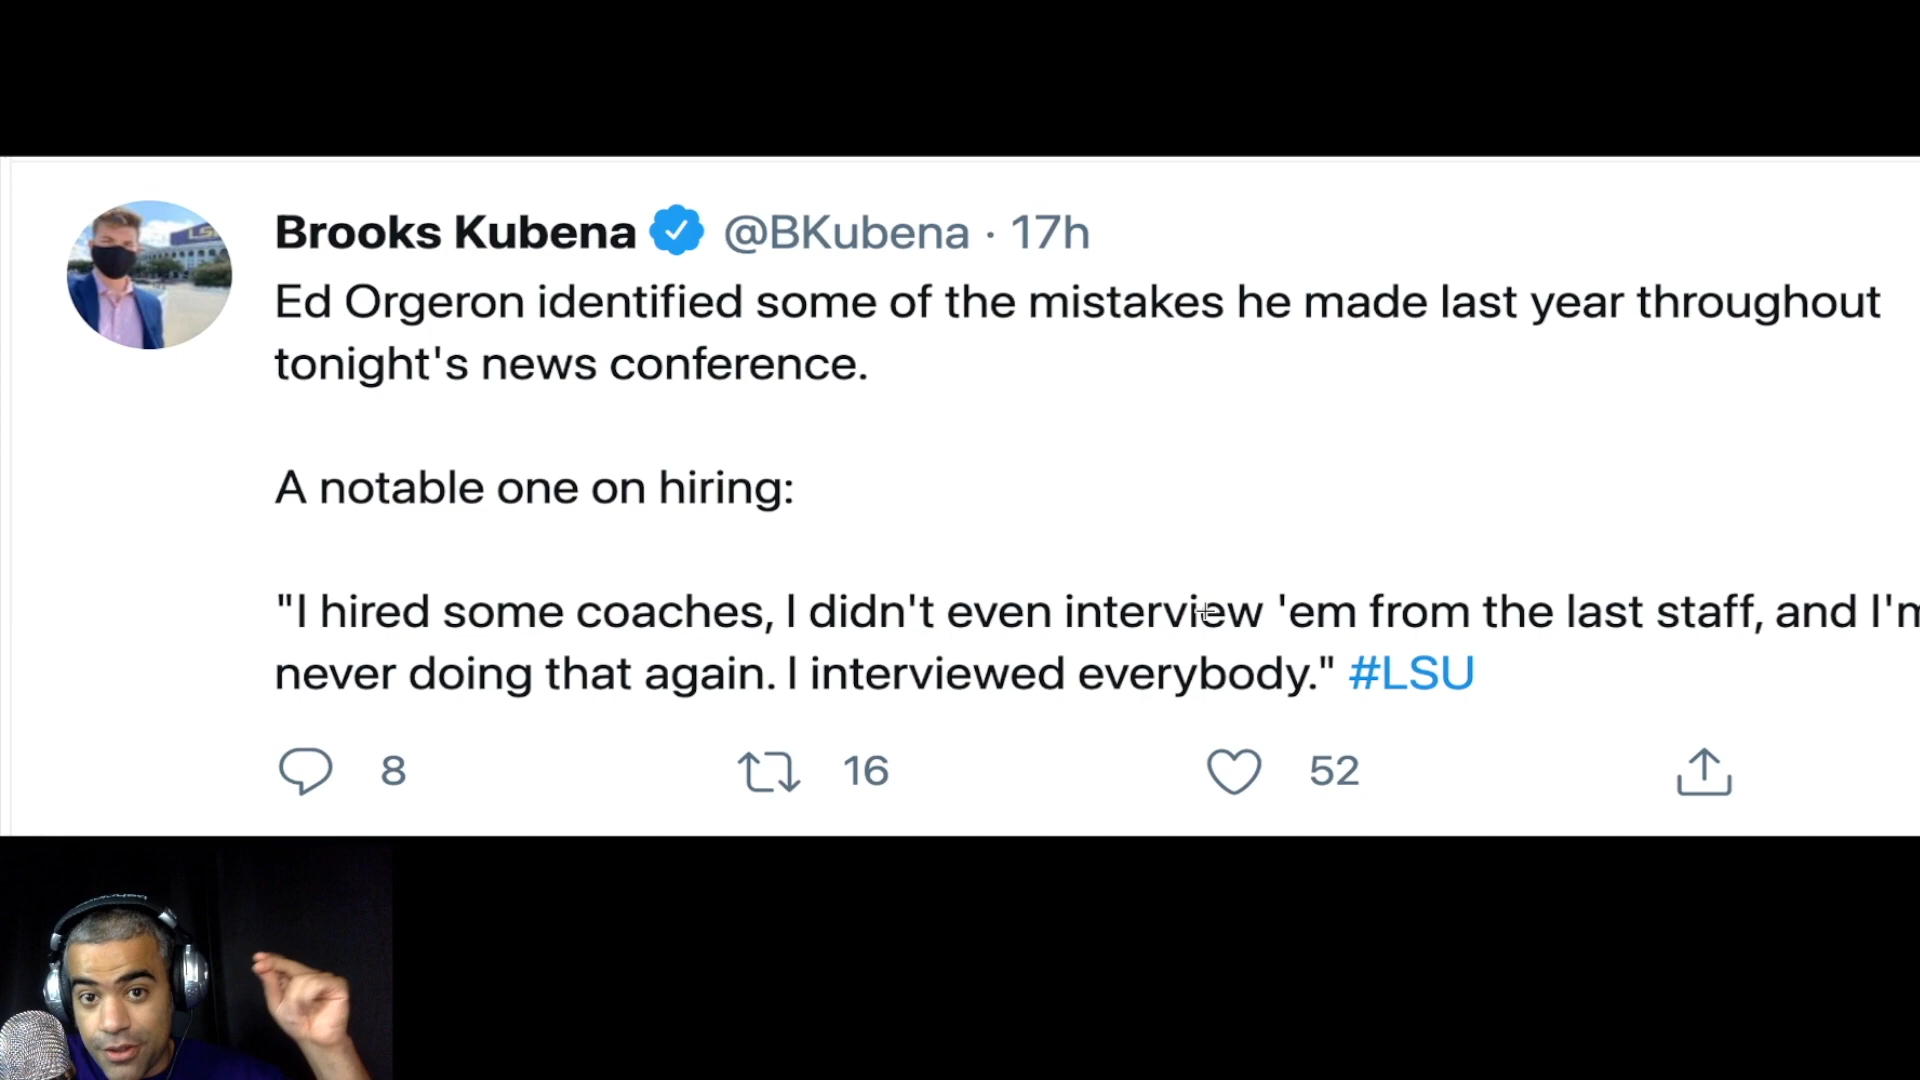 Brooks Kubena @BKubena · 17h
Ed Orgeron identified some of the mistakes he made last year throughout
tonight's news conference.
A notable one on hiring:
"I hired some coaches, I didn't even interview 'em from the last staff, and I'm
never doing that again. I interviewed everybody." #LSU
8 16 52